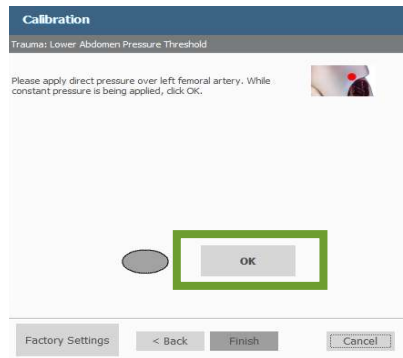 Calibration
Trauma: Lower Abdomen Pressure Threshold
Please apply direct pressure over left femoral artery. While
constant pressure is being applied, click OK.
OK
Factory Settings
< Back
Finish
Cancel